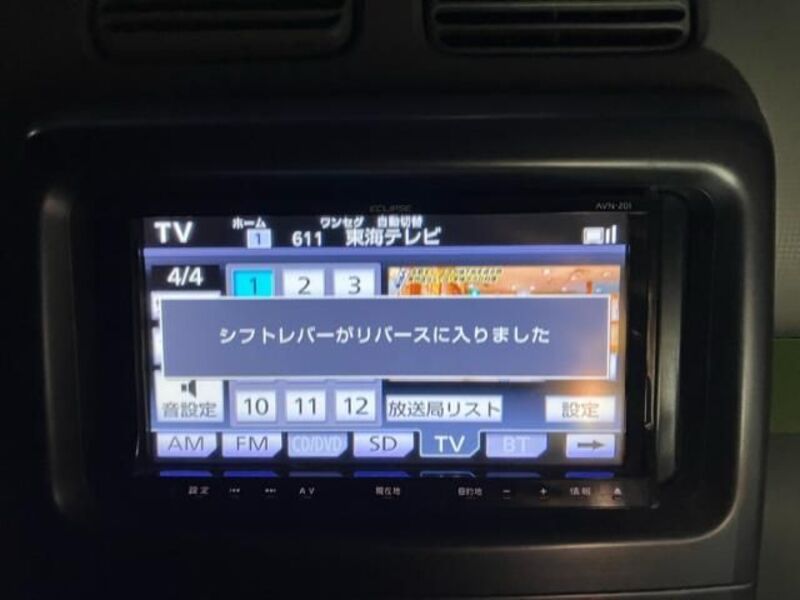 ECLIPSE AVN-Z01
TV ホーム ワンセグ 自動切替
1 611 東海テレビ
4/4 1 2 3
シフトレバーがリバースに入りました
音設定 10 11 12 放送局リスト 設定
AM FM CD/DVD SD TV BT
設定 AV 現在地 目的地 - + 情報